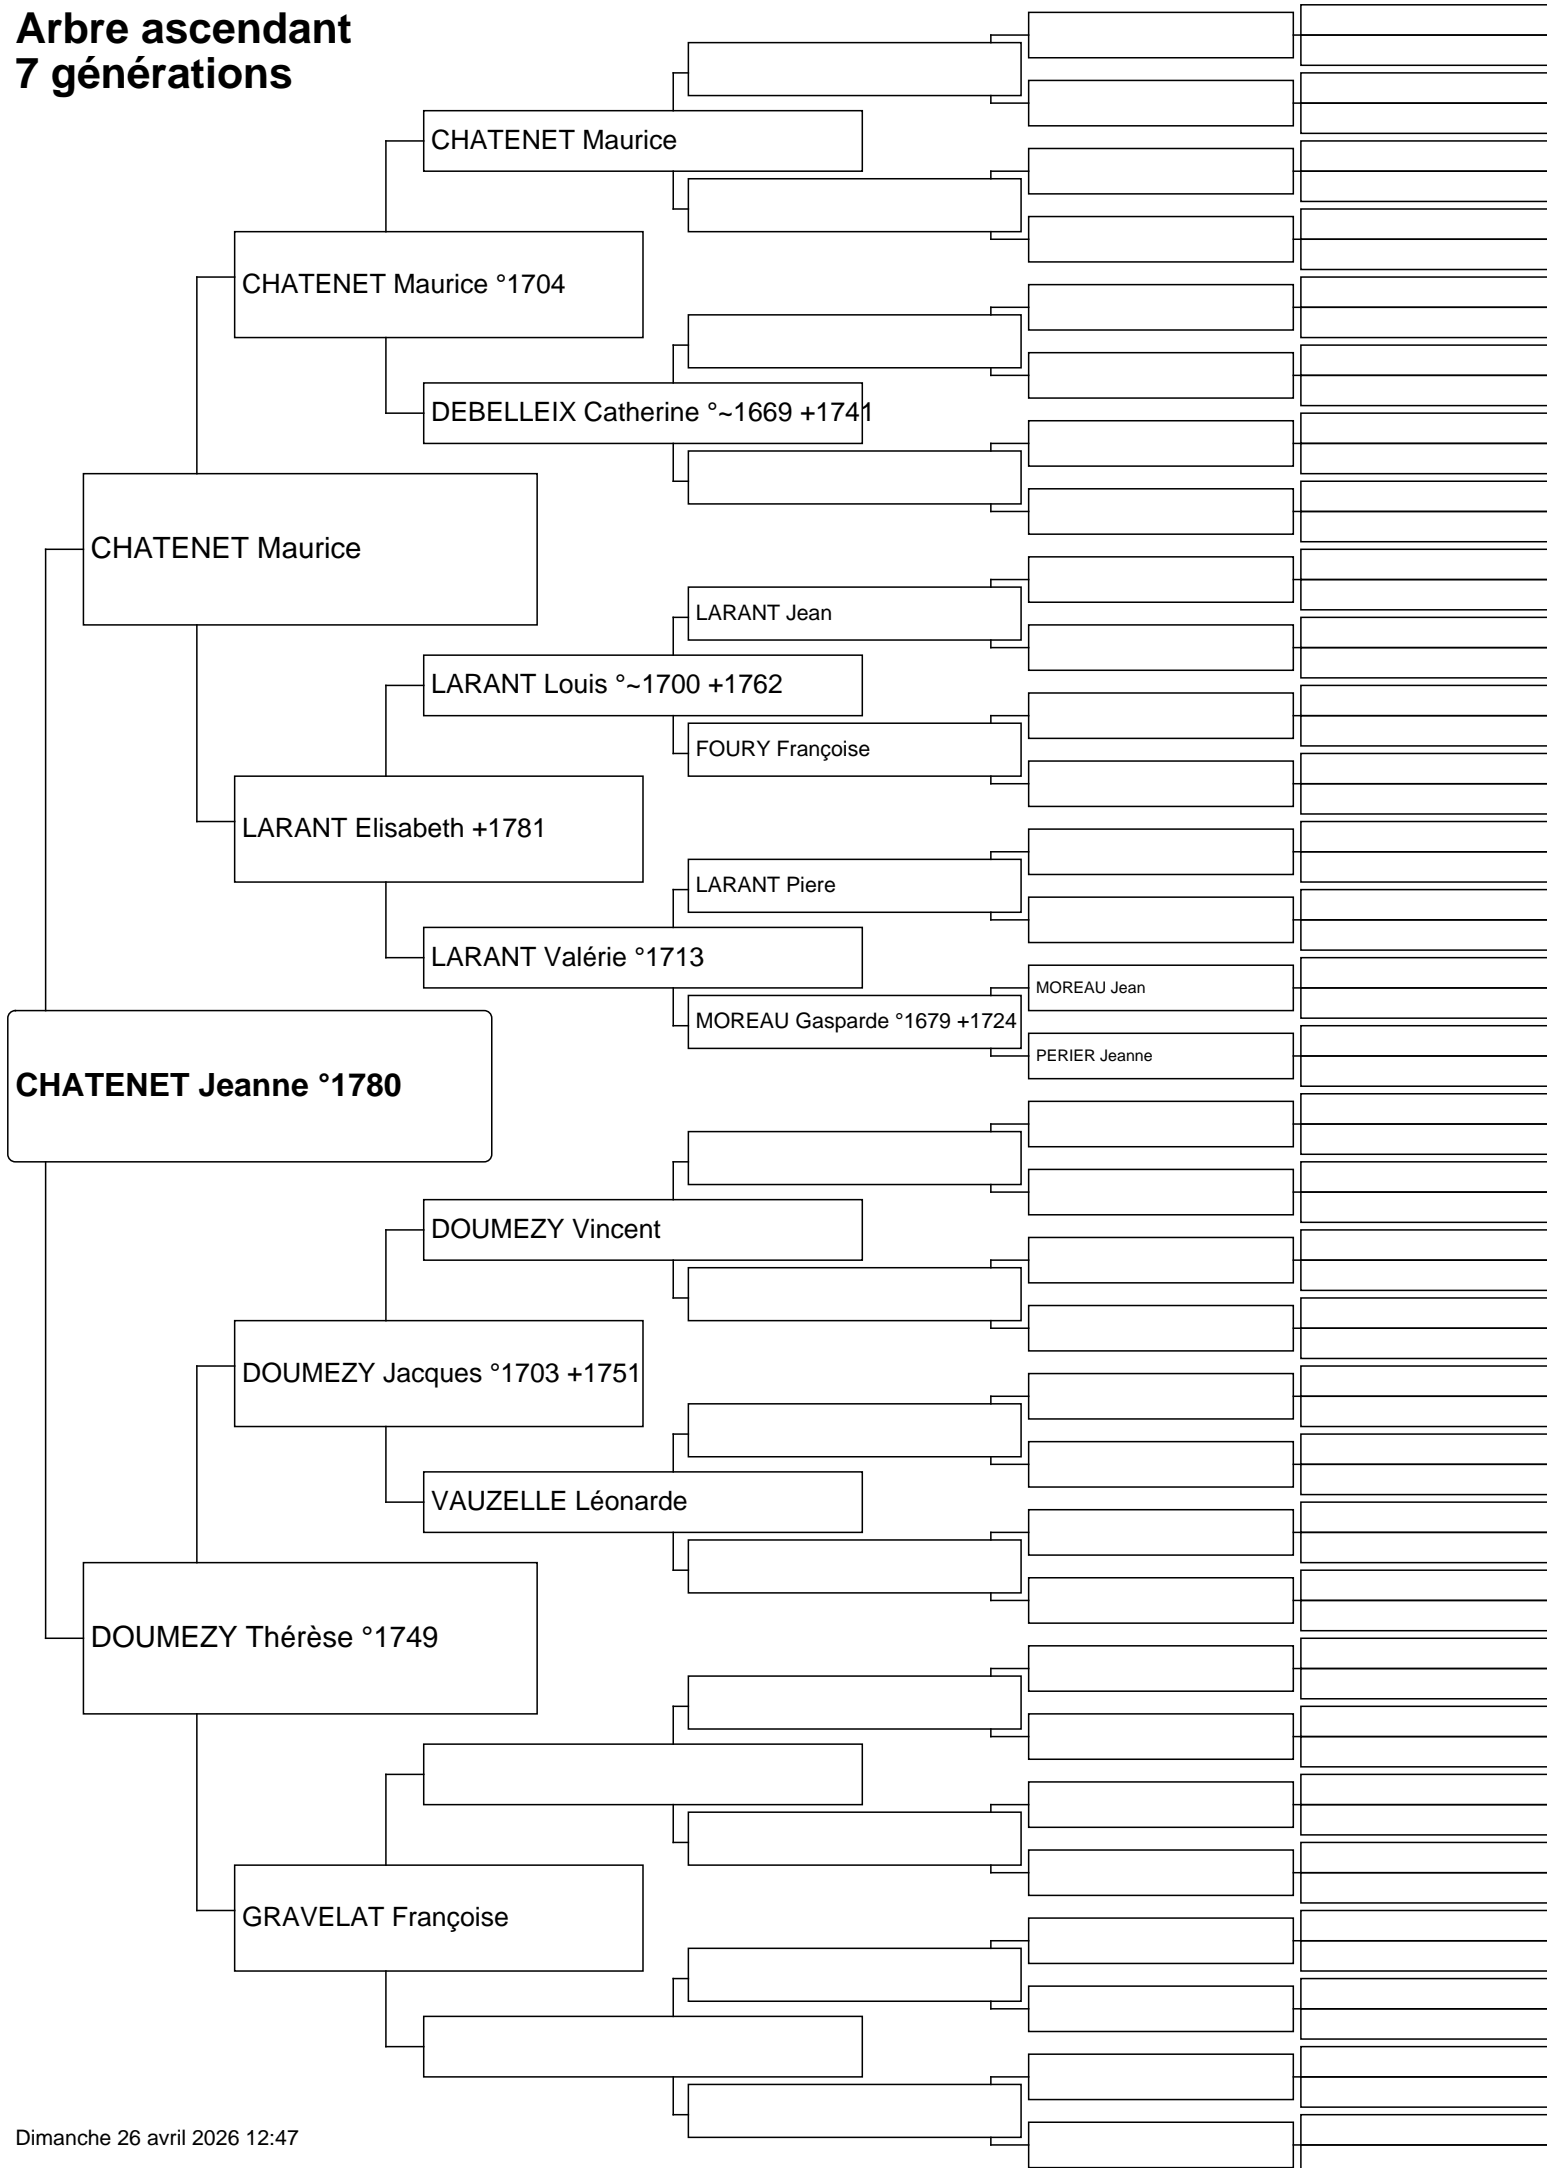 Arbre ascendant
7 générations
CHATENET Maurice
CHATENET Maurice °1704
DEBELLEIX Catherine °~1669 +1741
CHATENET Maurice
LARANT Jean
LARANT Louis °~1700 +1762
FOURY Françoise
LARANT Elisabeth +1781
LARANT Piere
LARANT Valérie °1713
MOREAU Jean
MOREAU Gasparde °1679 +1724
PERIER Jeanne
CHATENET Jeanne °1780
DOUMEZY Vincent
DOUMEZY Jacques °1703 +1751
VAUZELLE Léonarde
DOUMEZY Thérèse °1749
GRAVELAT Françoise
Dimanche 26 avril 2026 12:47